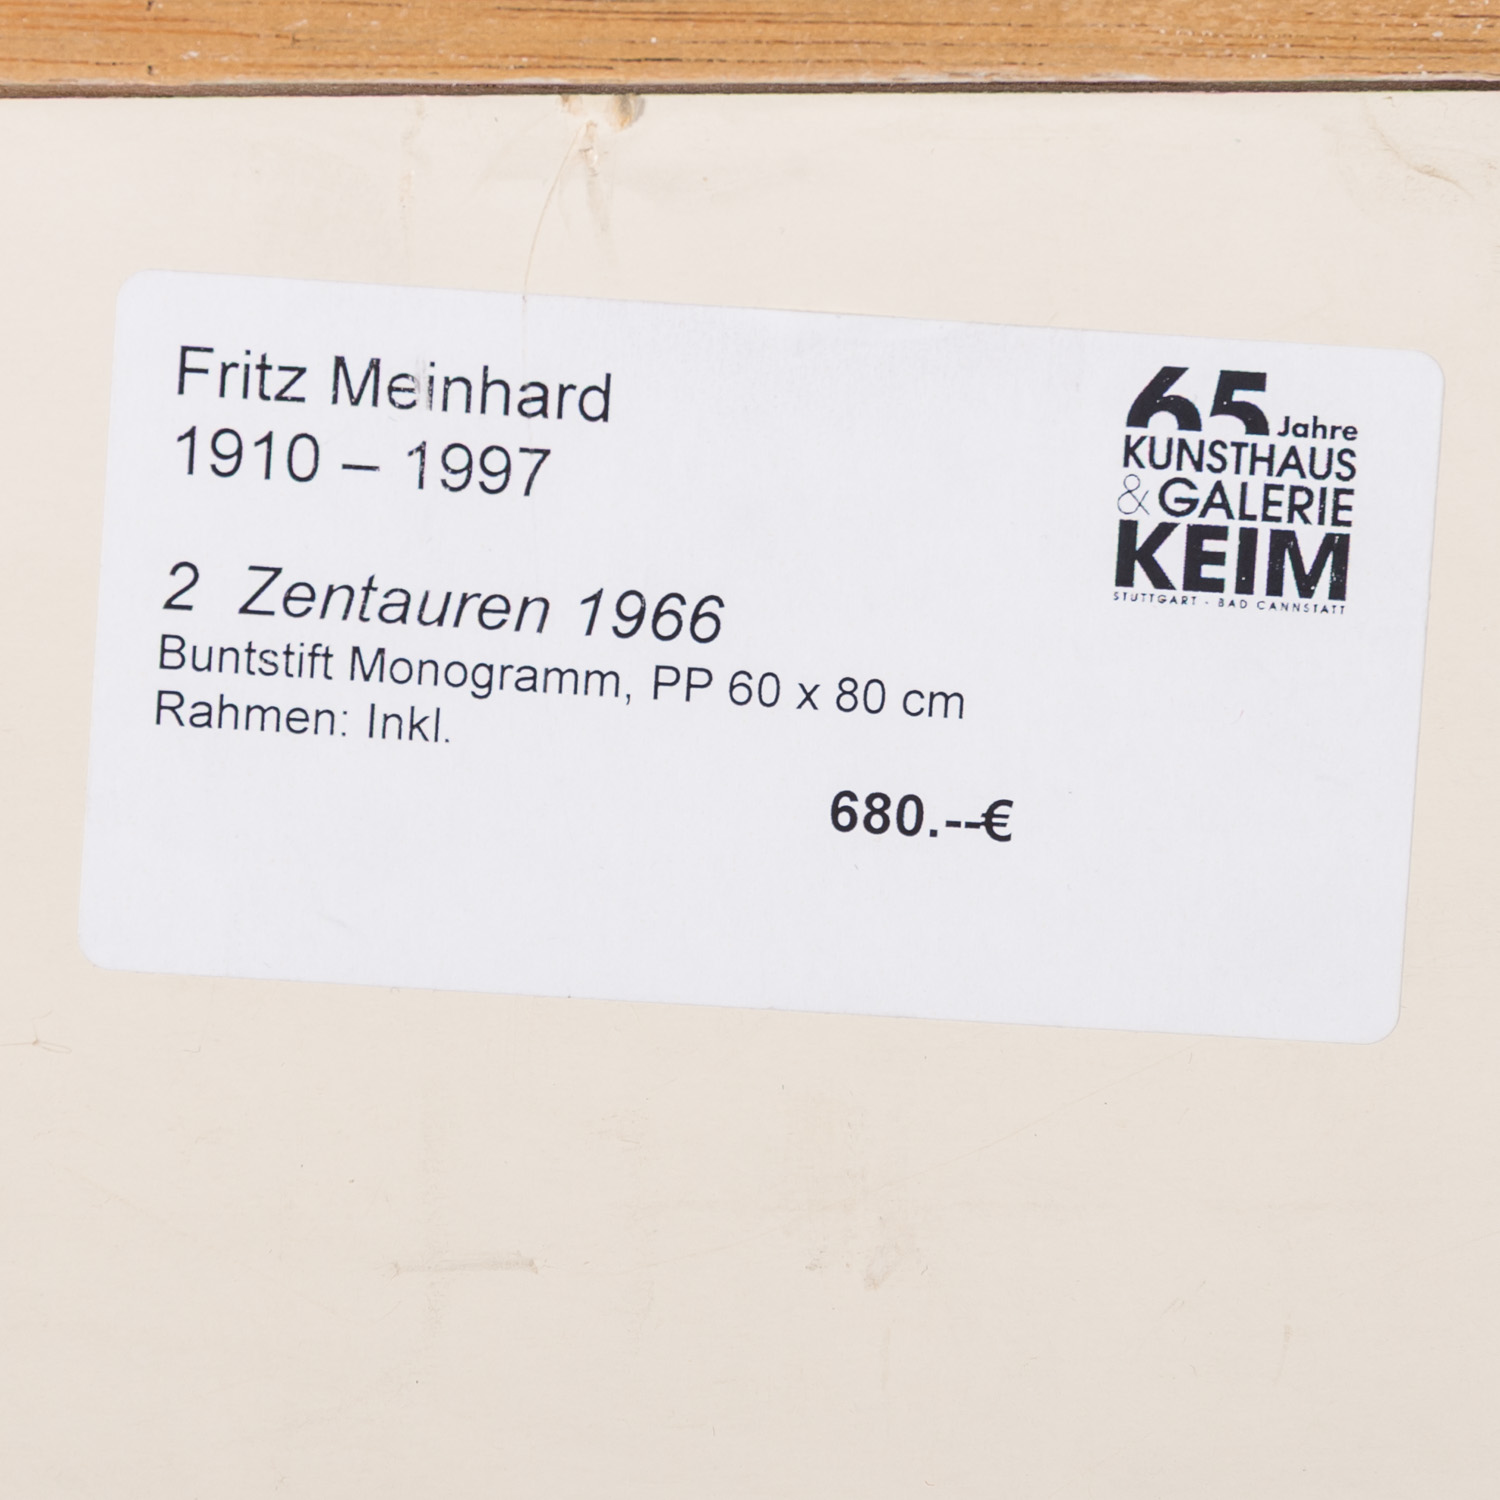 Fritz Meinhard
1910 – 1997
2 Zentauren 1966
Buntstift Monogramm, PP 60 x 80 cm
Rahmen: Inkl.
680.--€
65 Jahre
KUNSTHAUS
& GALERIE
KEIM
STUTTGART - BAD CANNSTATT